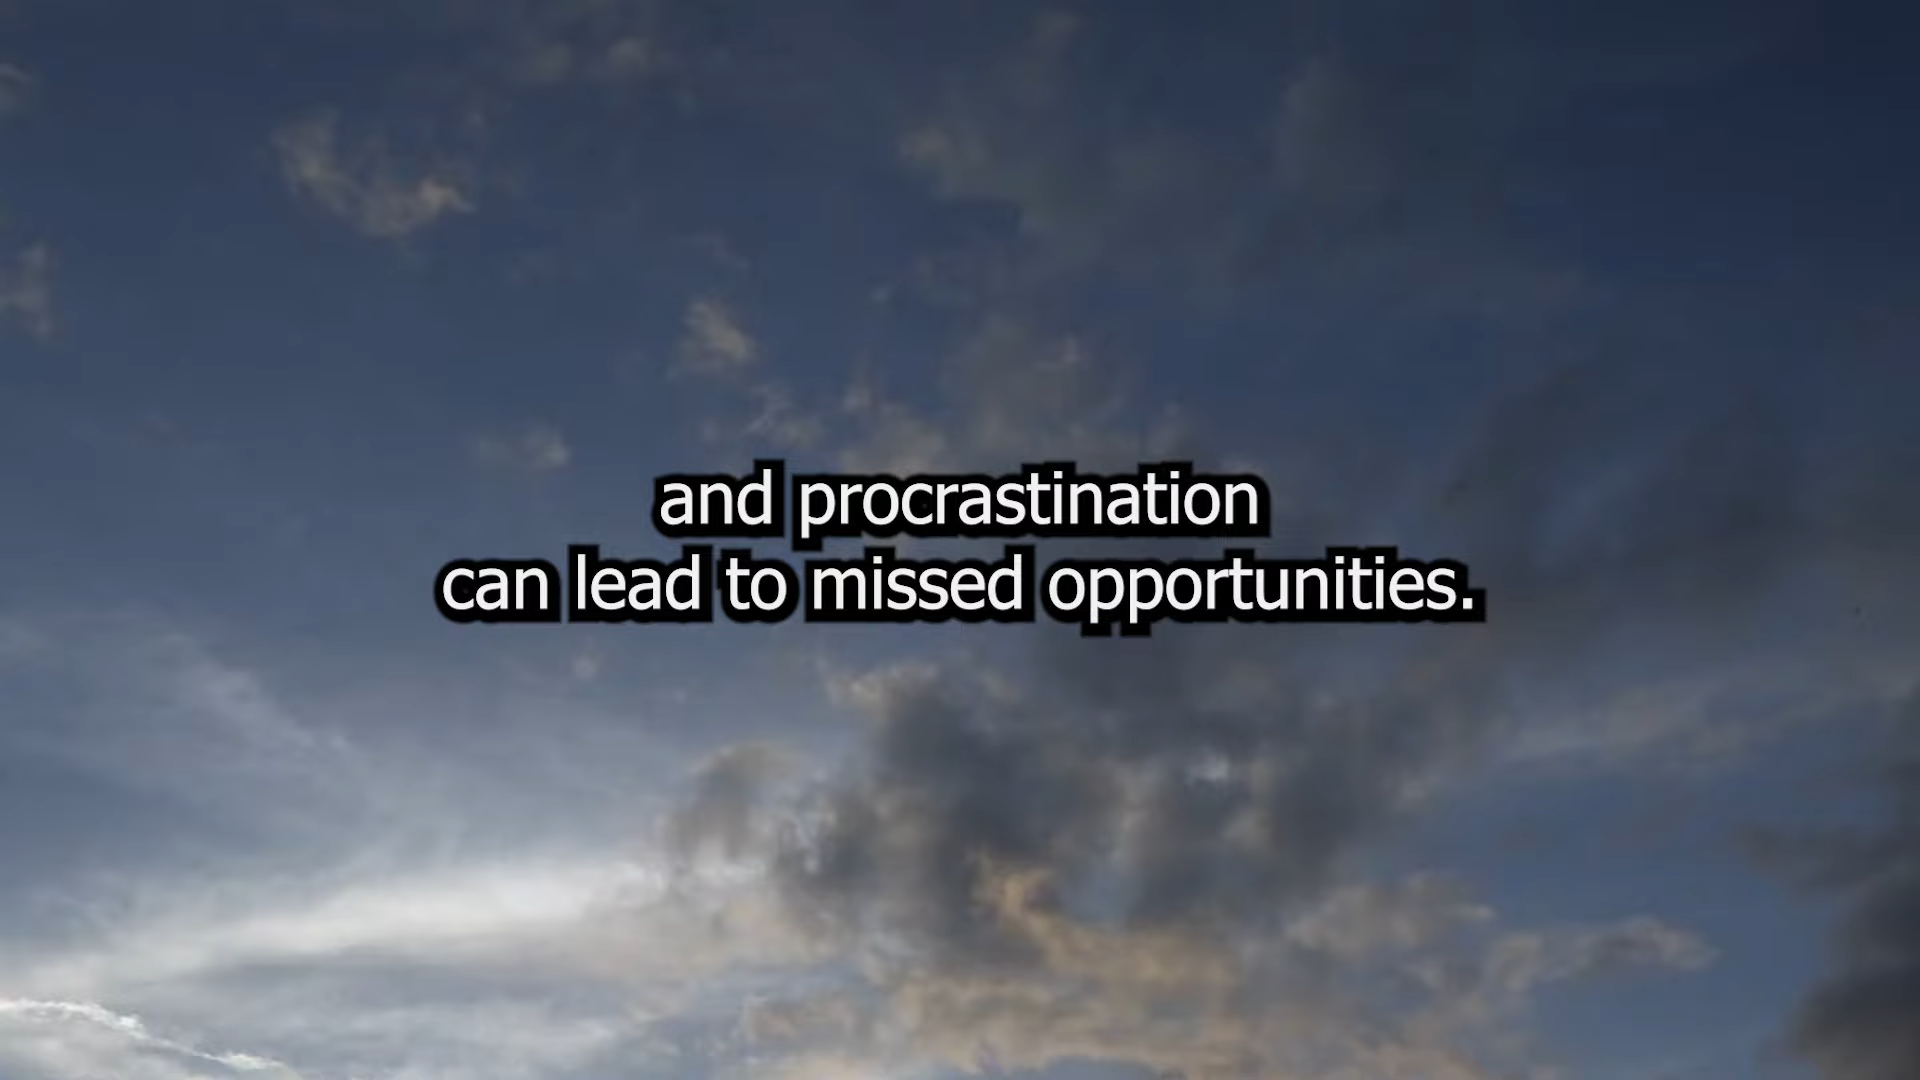 and procrastination
can lead to missed opportunities.